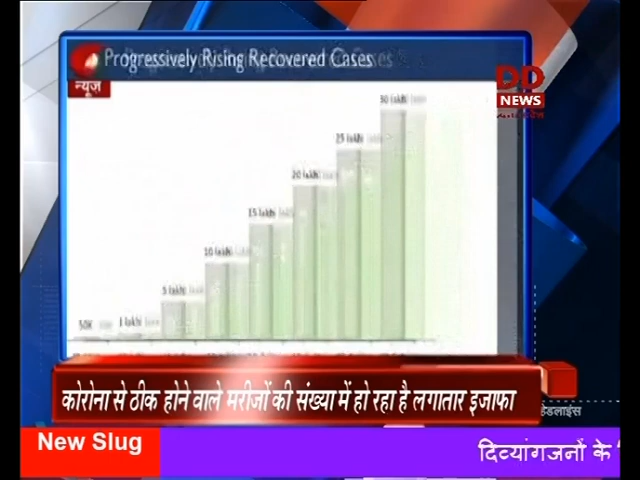 Progressively Rising Recovered Cases
न्यूज़
DD
NEWS
30 lakh
25 lakh
20 lakh
15 lakh
10 lakh
5 lakh
1 lakh
50K
कोरोना से ठीक होने वाले मरीजों की संख्या में हो रहा है लगातार इजाफा
हेडलाइंस
New Slug
दिव्यांगजनों के